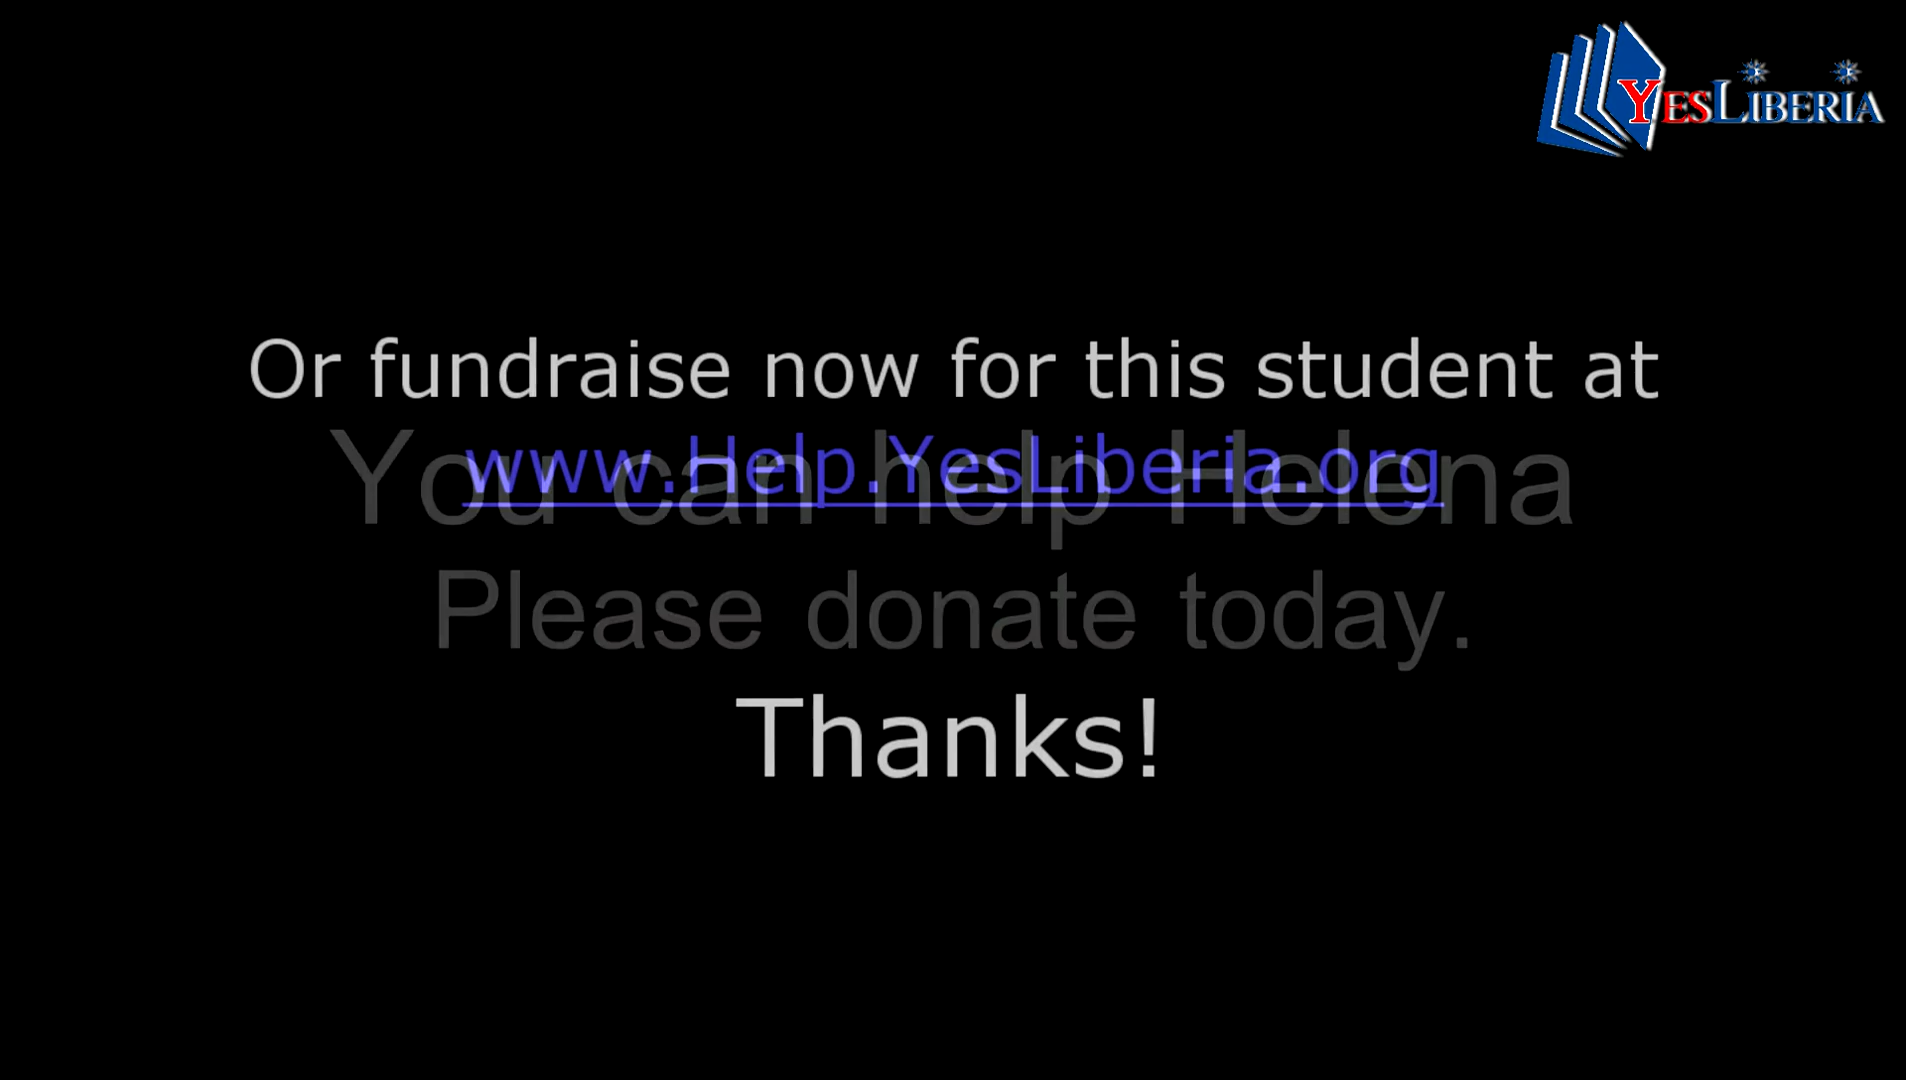 YesLiberia
Or fundraise now for this student at
www.Help.YesLiberia.org
You can help Helena
Please donate today.
Thanks!